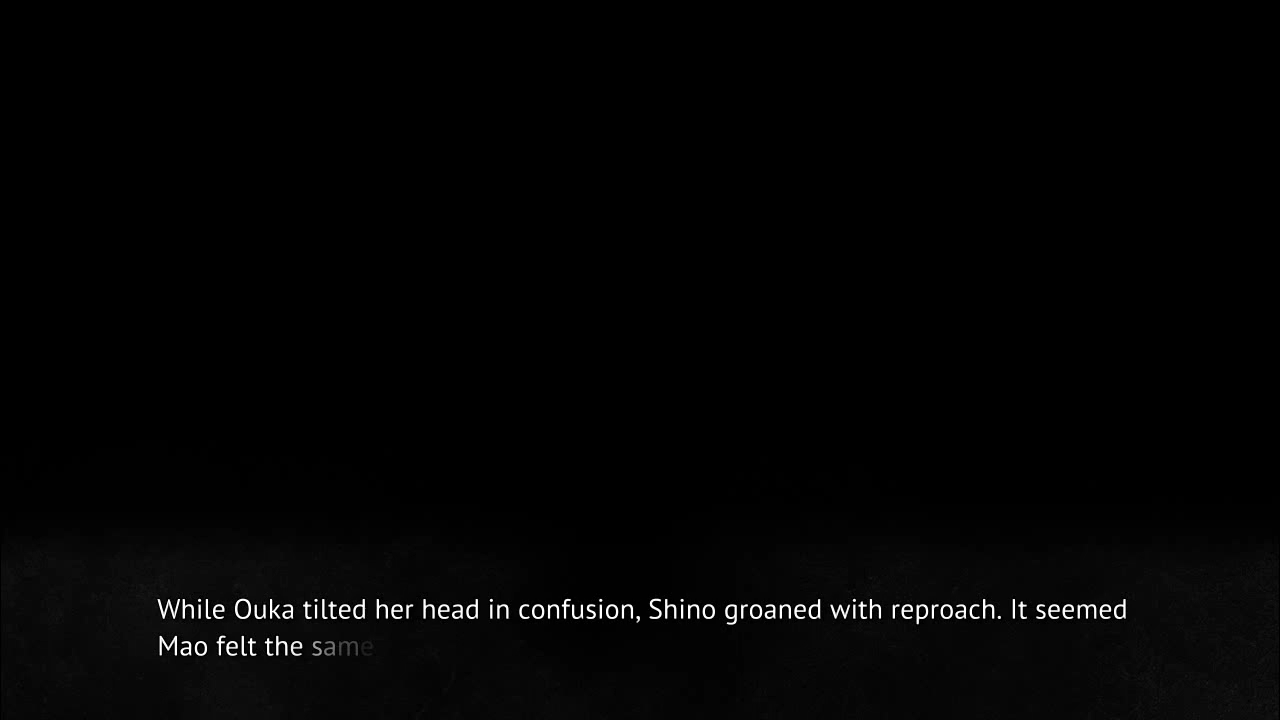 While Ouka tilted her head in confusion, Shino groaned with reproach. It seemed
Mao felt the same